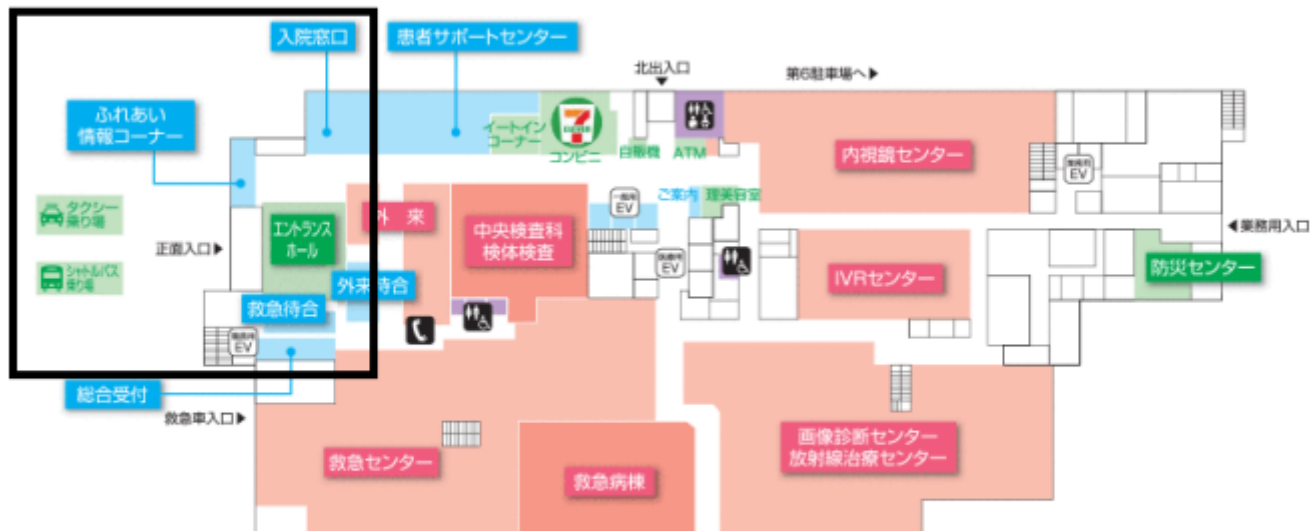 入院窓口
患者サポートセンター
北出入口
第6駐車場へ
ふれあい
情報コーナー
イートイン
コーナー
コンビニ
自販機
ATM
内視鏡センター
業務用
EV
タクシー
乗り場
正面入口
エントランス
ホール
外 来
中央検査科
検体検査
一般用
EV
ご案内
理美容室
業務用入口
シャトルバス
乗り場
外来待合
医療用
EV
IVRセンター
防災センター
救急待合
EV
総合受付
救急車入口
救急センター
救急病棟
画像診断センター
放射線治療センター